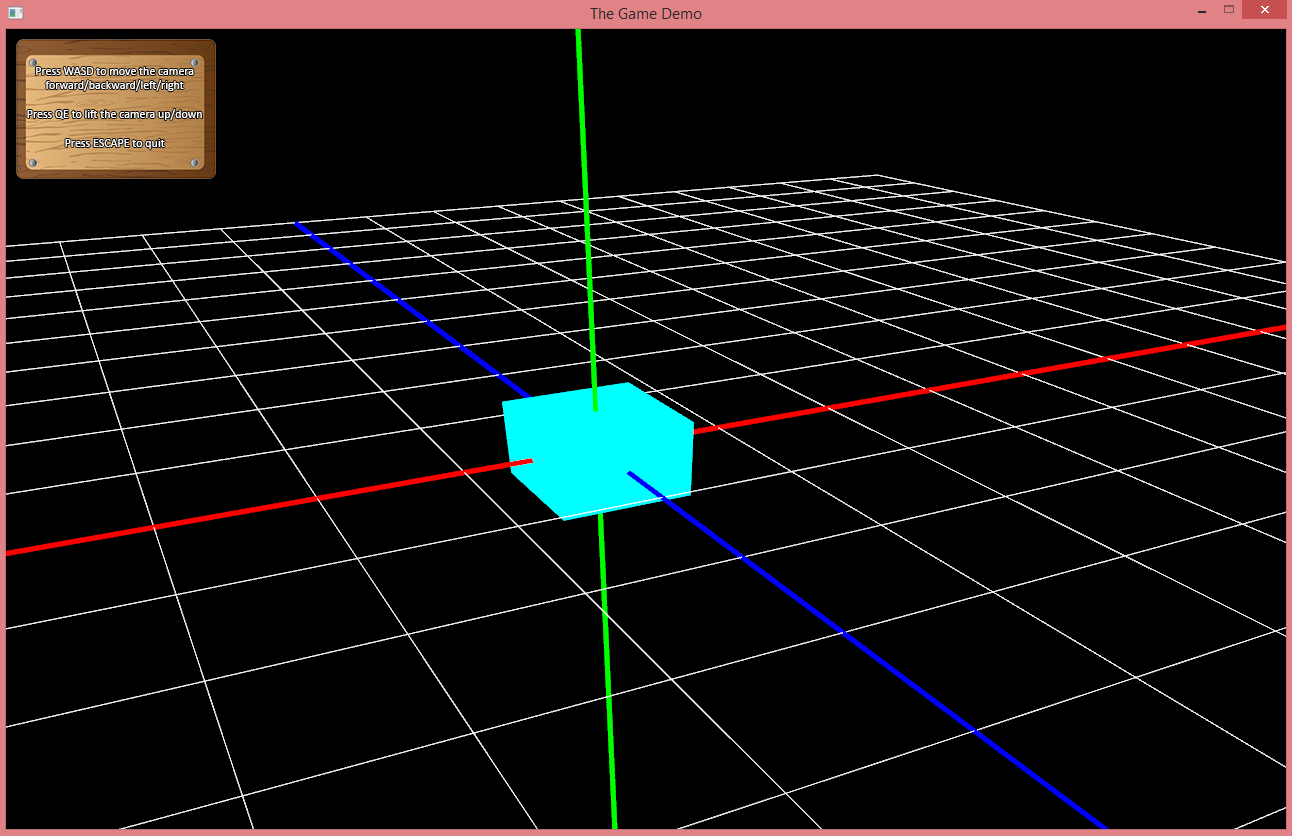 The Game Demo
Press WASD to move the camera
forward/backward/left/right
Press QE to lift the camera up/down
Press ESCAPE to quit